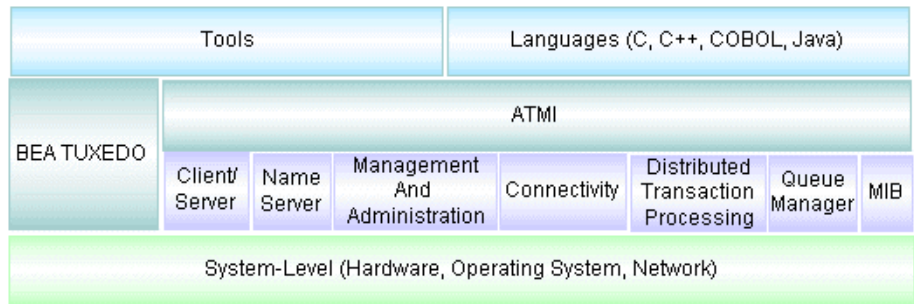 Tools
Languages (C, C++, COBOL, Java)
BEA TUXEDO
ATMI
Client/
Server
Name
Server
Management
And
Administration
Connectivity
Distributed
Transaction
Processing
Queue
Manager
MIB
System-Level (Hardware, Operating System, Network)